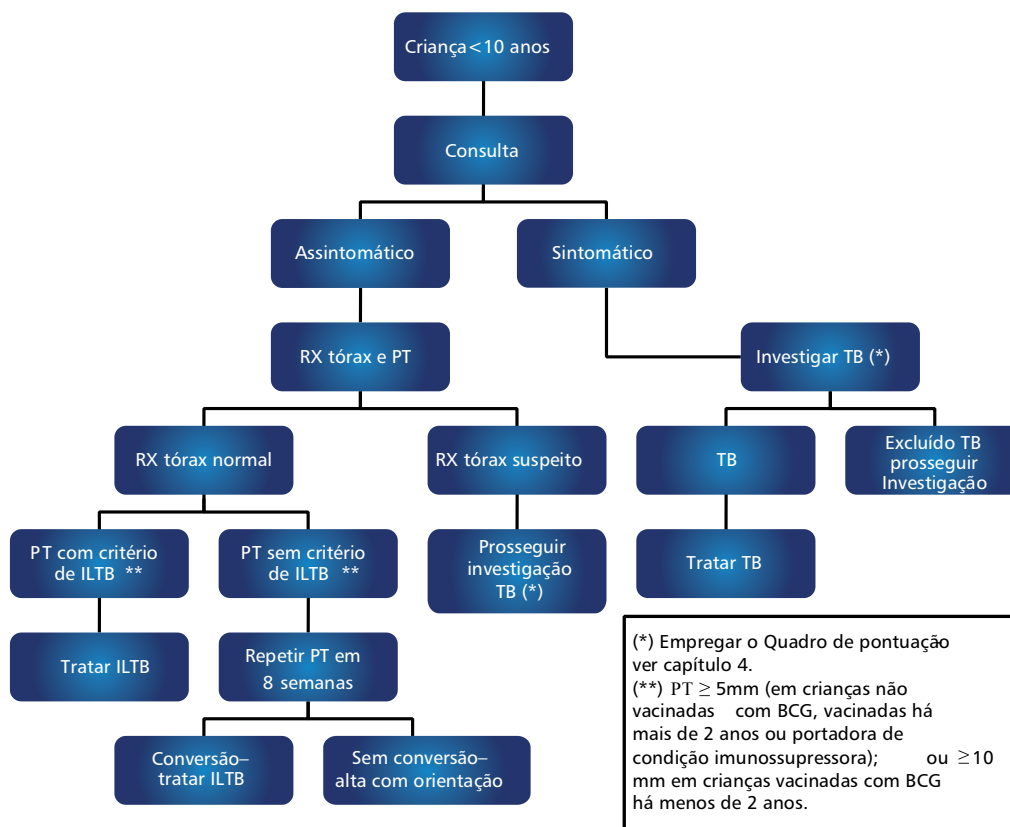 Criança<10 anos
Consulta
Assintomático
Sintomático
RX tórax e PT
Investigar TB (*)
RX tórax normal
RX tórax suspeito
TB
Excluído TB
prosseguir
Investigação
PT com critério
de ILTB **
PT sem critério
de ILTB **
Prosseguir
investigação
TB (*)
Tratar TB
Tratar ILTB
Repetir PT em
8 semanas
Conversão–
tratar ILTB
Sem conversão–
alta com orientação
(*) Empregar o Quadro de pontuação
ver capítulo 4.
(**) PT ≥ 5mm (em crianças não
vacinadas com BCG, vacinadas há
mais de 2 anos ou portadora de
condição imunossupressora); ou ≥10
mm em crianças vacinadas com BCG
há menos de 2 anos.